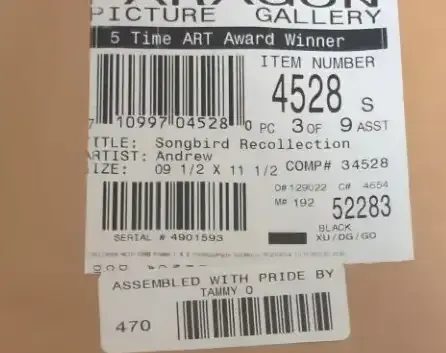 PARAGON
PICTURE GALLERY
5 Time ART Award Winner
ITEM NUMBER
4528 S
7 10997 04528 0 PC 3 OF 9 ASST
TITLE: Songbird Recollection
ARTIST: Andrew
SIZE: 09 1/2 X 11 1/2 COMP# 34528
O# 129022 C# 4654
M# 192 52283
SERIAL # 4901593
BLACK
XU/DG/GO
ASSEMBLED WITH PRIDE BY
TAMMY O
470